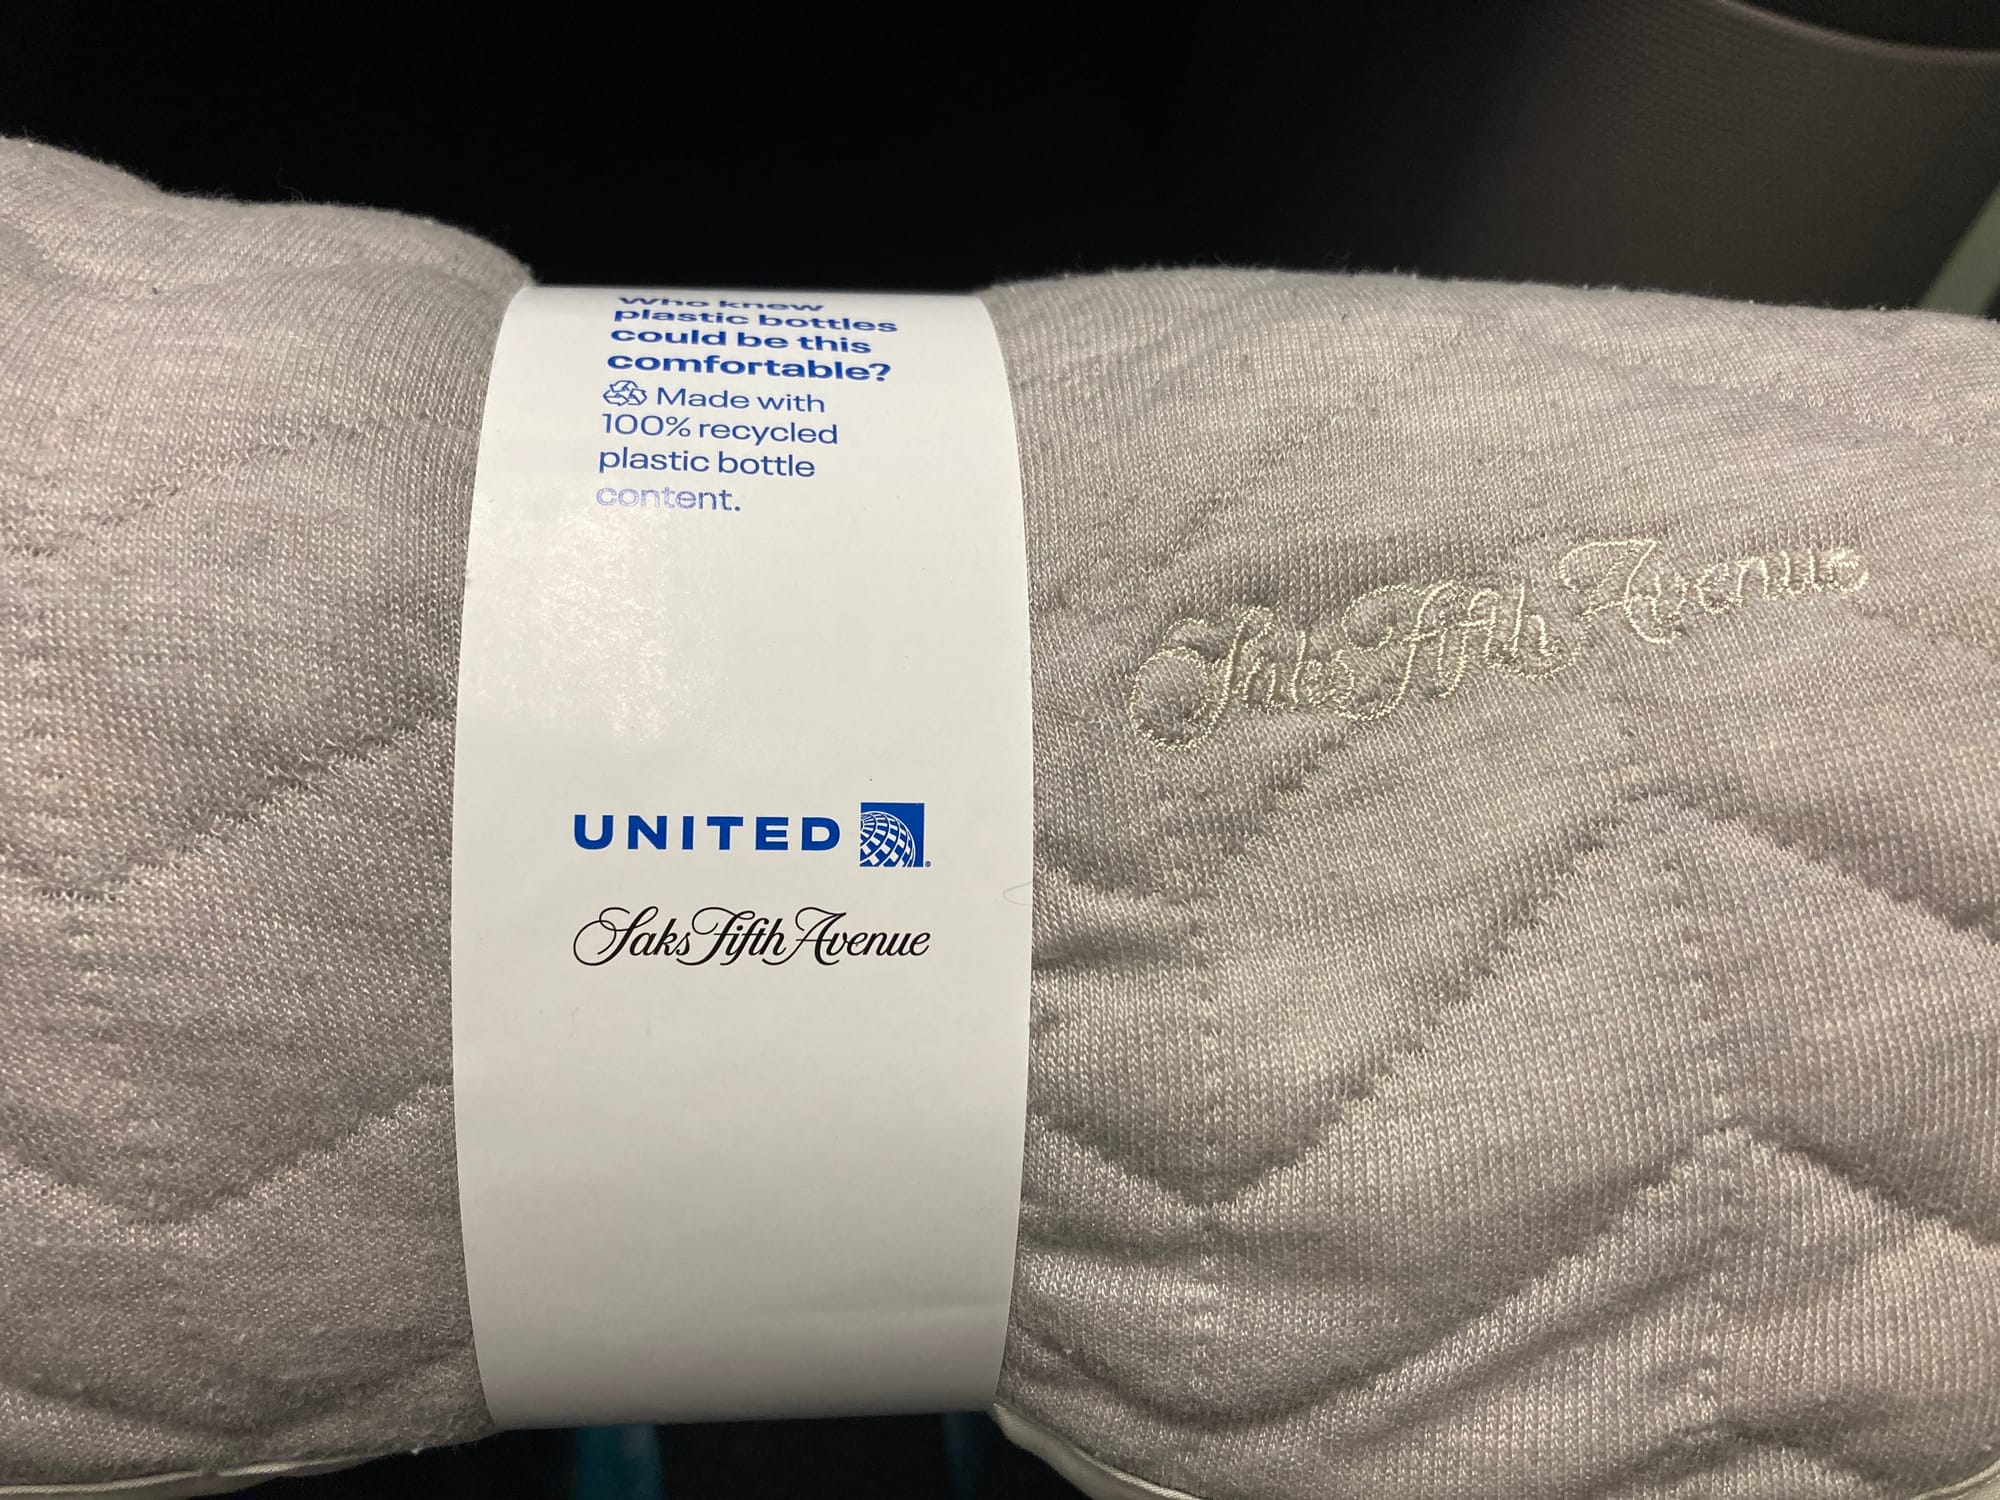 Who knew
plastic bottles
could be this
comfortable?
Made with
100% recycled
plastic bottle
content.
UNITED
Saks Fifth Avenue
Saks Fifth Avenue